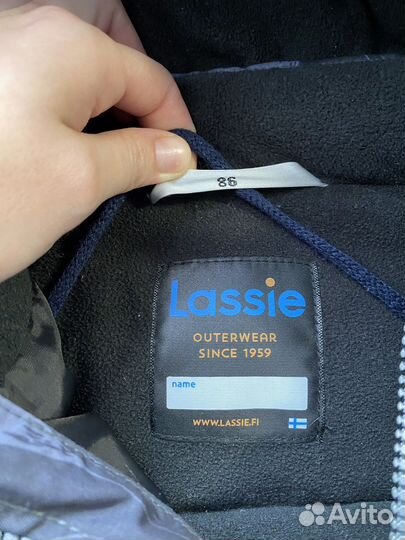 86
Lassie
OUTERWEAR
SINCE 1959
name
WWW.LASSIE.FI
Avito